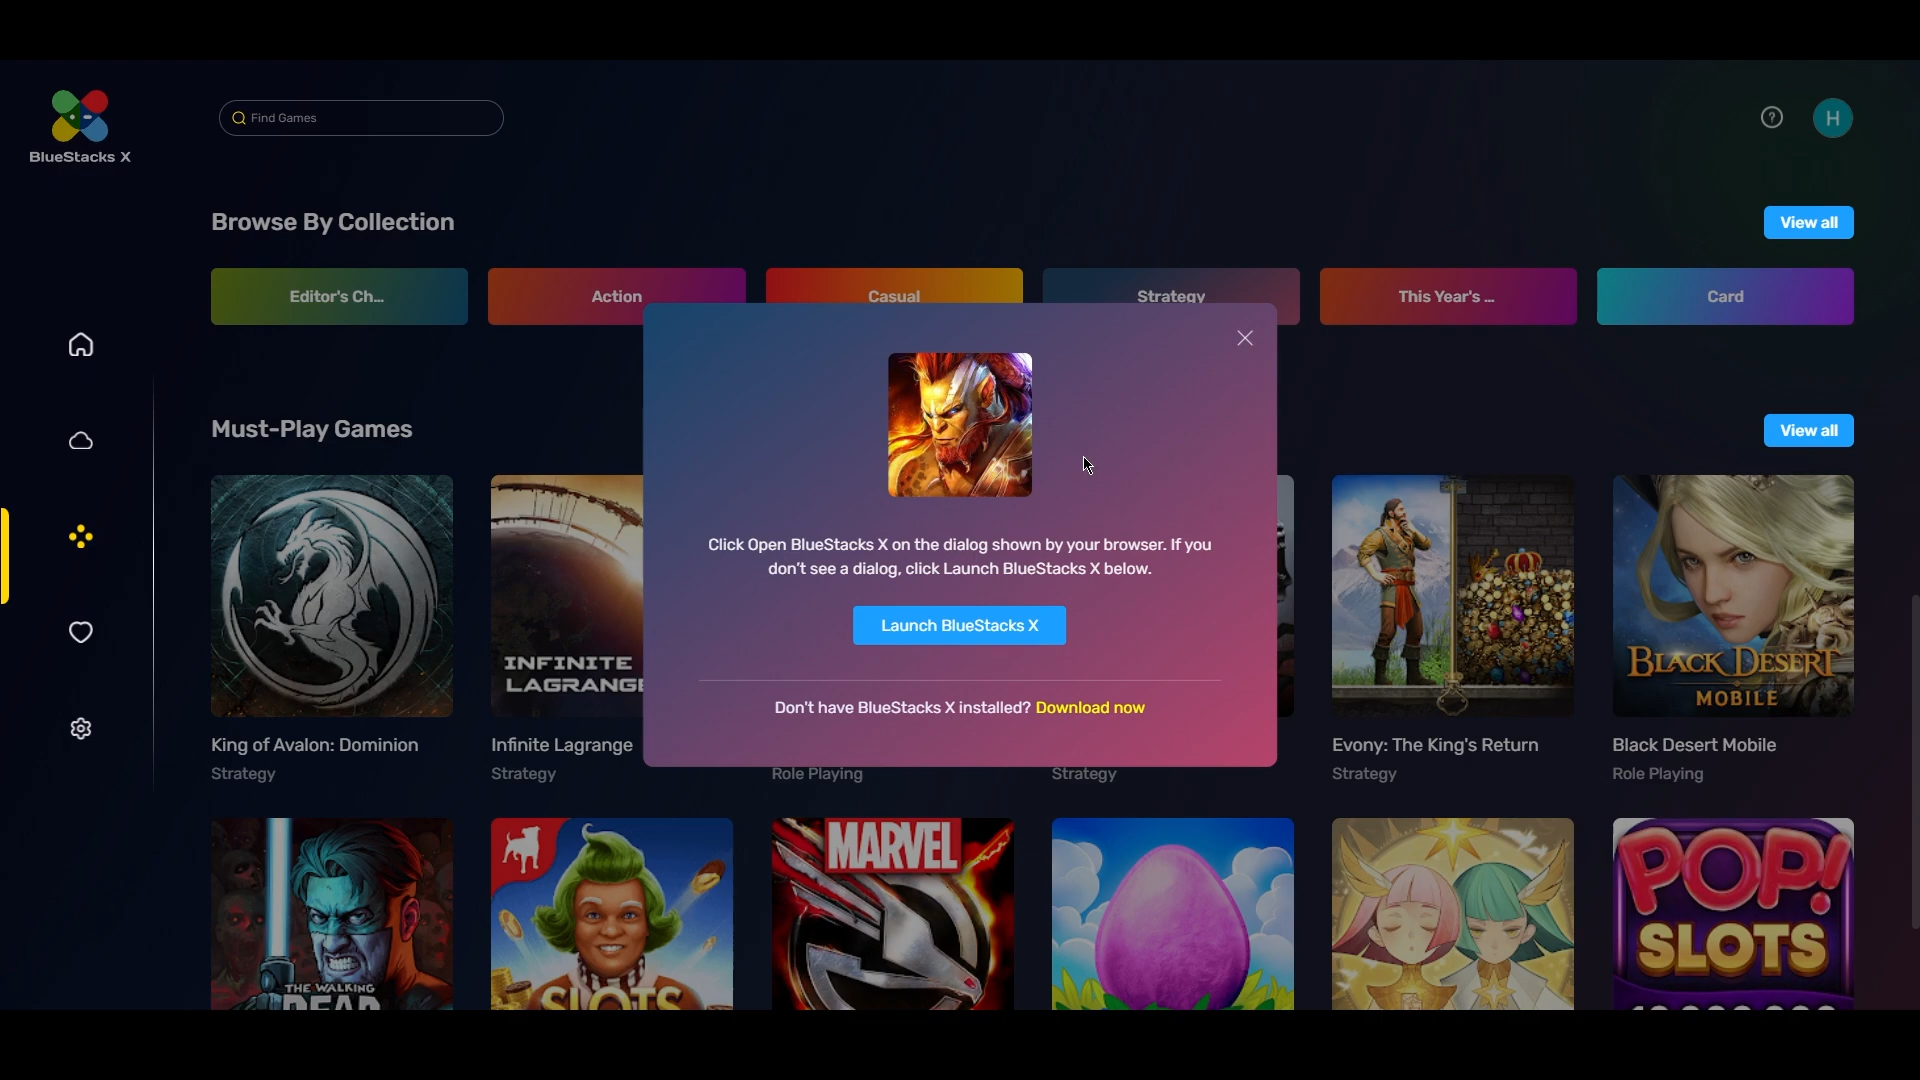 BlueStacks X
Find Games
?
H
Browse By Collection
View all
Editor's Ch...
Action
Casual
Strategy
This Year's ...
Card
Must-Play Games
View all
Click Open BlueStacks X on the dialog shown by your browser. If you
don't see a dialog, click Launch BlueStacks X below.
Launch BlueStacks X
Don't have BlueStacks X installed? Download now
INFINITE
LAGRANGE
BLACK DESERT
MOBILE
King of Avalon: Dominion
Infinite Lagrange
Evony: The King's Return
Black Desert Mobile
Strategy
Strategy
Role Playing
Strategy
Strategy
Role Playing
THE WALKING
DEAD
SLOTS
MARVEL
POP!
SLOTS